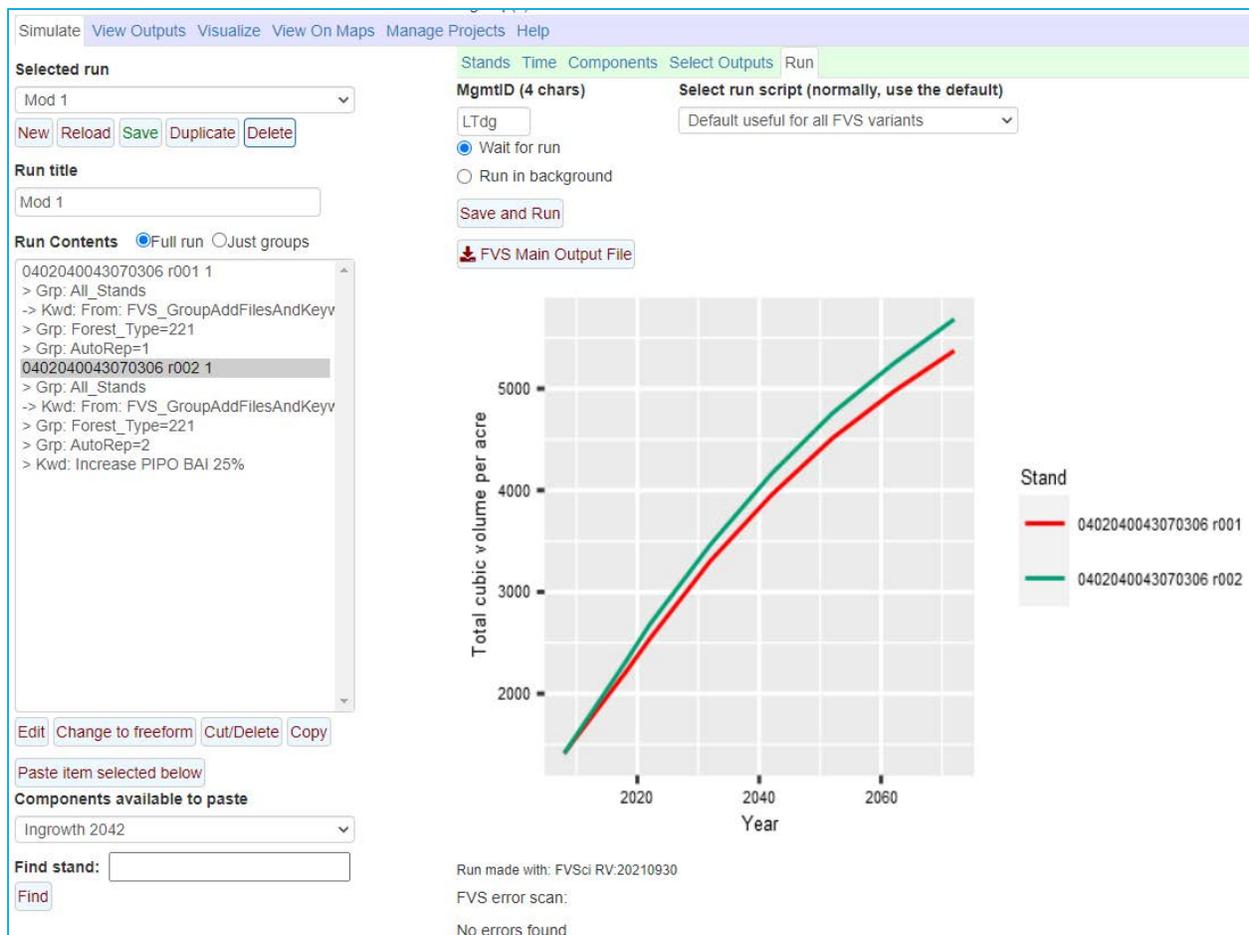 Simulate View Outputs Visualize View On Maps Manage Projects Help
Selected run
Mod 1
New Reload Save Duplicate Delete
Run title
Mod 1
Run Contents Full run Just groups
0402040043070306 r001 1
> Grp: All_Stands
-> Kwd: From: FVS_GroupAddFilesAndKeyw
> Grp: Forest_Type=221
> Grp: AutoRep=1
0402040043070306 r002 1
> Grp: All_Stands
-> Kwd: From: FVS_GroupAddFilesAndKeyw
> Grp: Forest_Type=221
> Grp: AutoRep=2
> Kwd: Increase PIPO BAI 25%
Edit Change to freeform Cut/Delete Copy
Paste item selected below
Components available to paste
Ingrowth 2042
Find stand:
Find
Stands Time Components Select Outputs Run
MgmtID (4 chars) Select run script (normally, use the default)
LTdg Default useful for all FVS variants
Wait for run
Run in background
Save and Run
FVS Main Output File
Total cubic volume per acre
5000
4000
3000
2000
2020 2040 2060
Year
Stand
0402040043070306 r001
0402040043070306 r002
Run made with: FVSci RV:20210930
FVS error scan:
No errors found